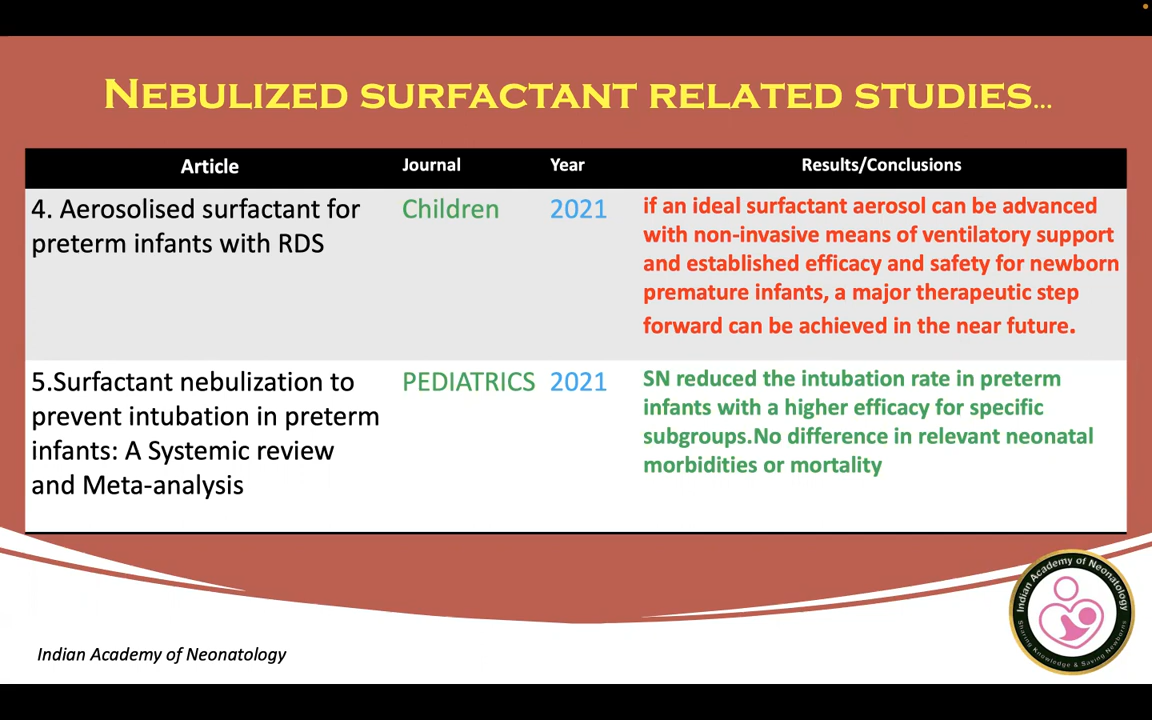 NEBULIZED SURFACTANT RELATED STUDIES...
Article Journal Year Results/Conclusions
4. Aerosolised surfactant for
preterm infants with RDS
Children
2021
if an ideal surfactant aerosol can be advanced
with non-invasive means of ventilatory support
and established efficacy and safety for newborn
premature infants, a major therapeutic step
forward can be achieved in the near future.
5.Surfactant nebulization to
prevent intubation in preterm
infants: A Systemic review
and Meta-analysis
PEDIATRICS
2021
SN reduced the intubation rate in preterm
infants with a higher efficacy for specific
subgroups.No difference in relevant neonatal
morbidities or mortality
Indian Academy of Neonatology
Indian Academy of Neonatology
Sharing Knowledge & Saving Newborns